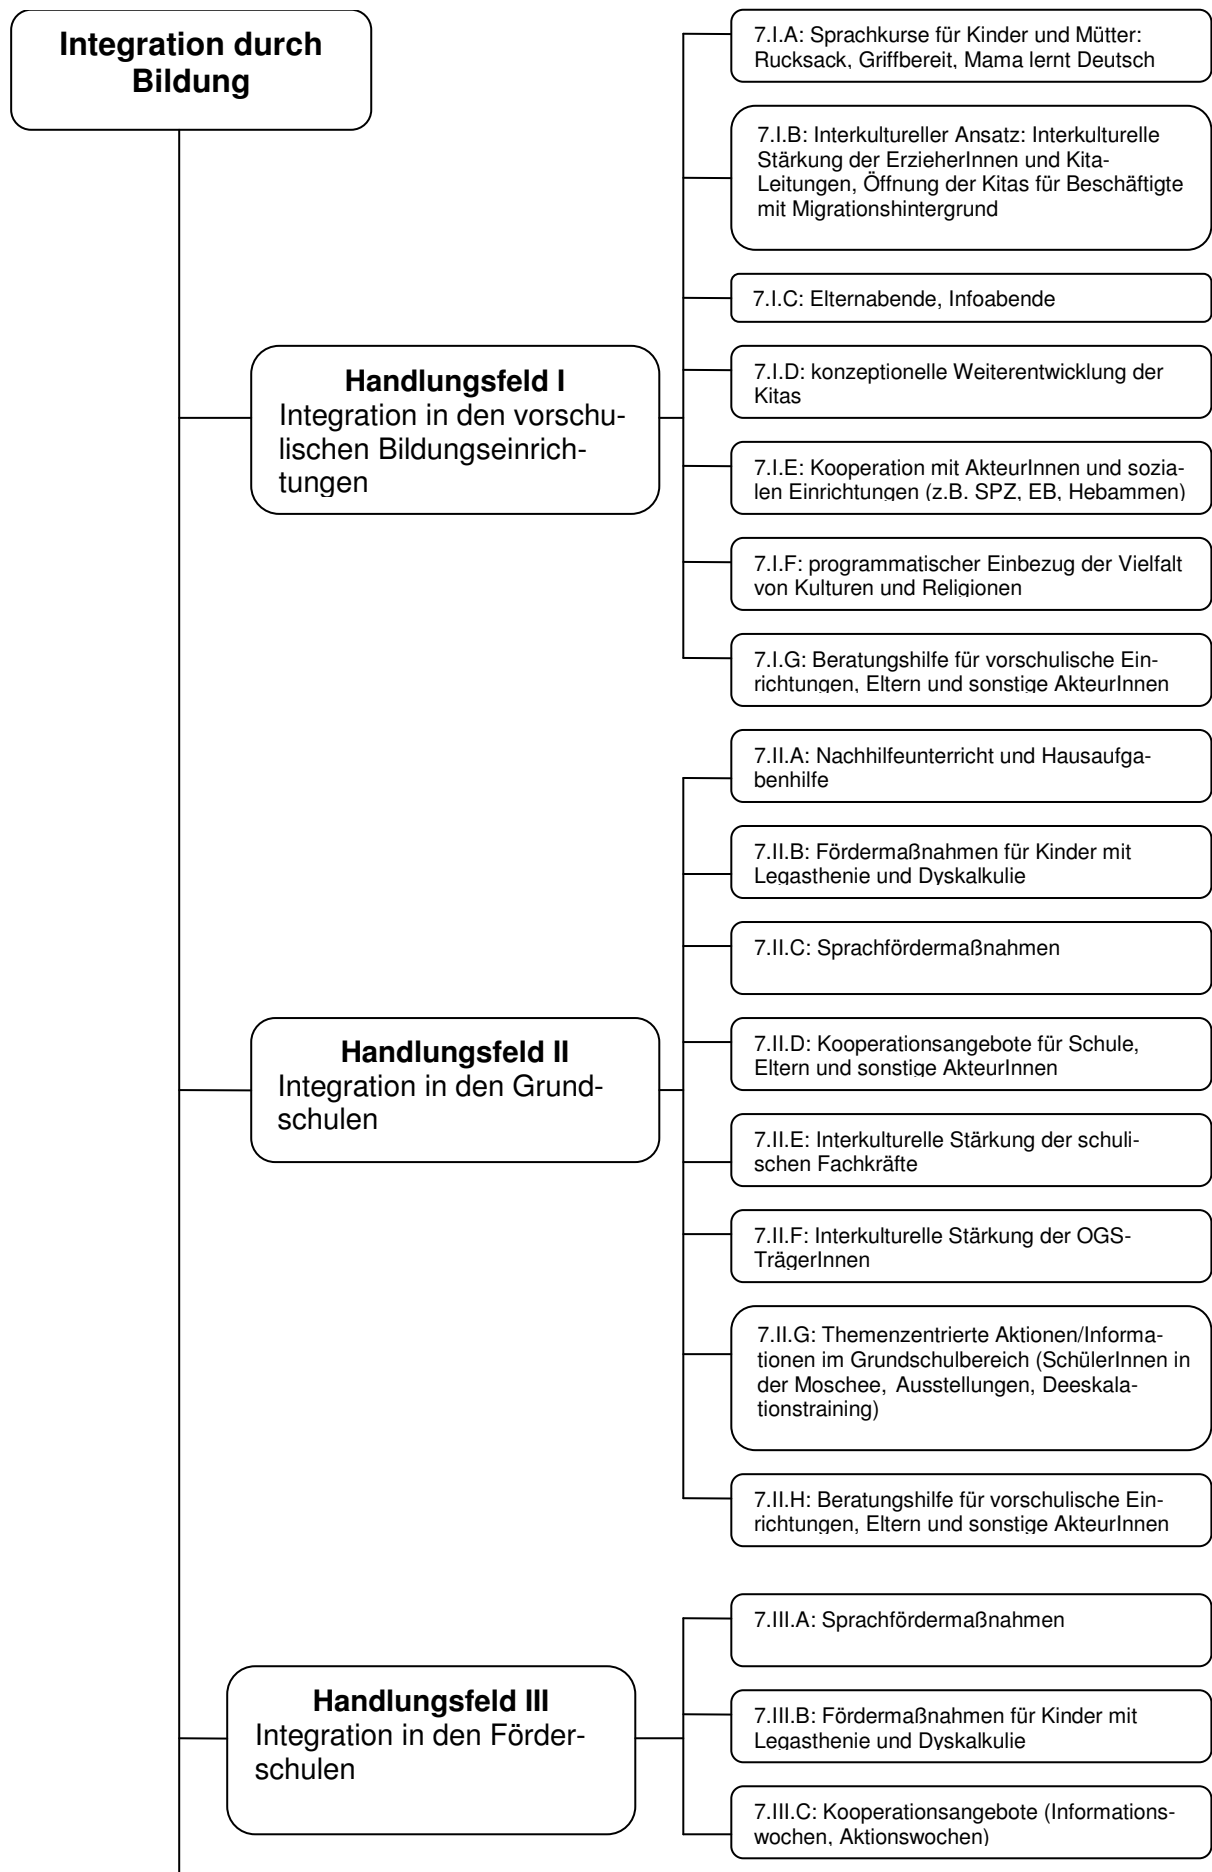 Integration durch
Bildung
7.I.A: Sprachkurse für Kinder und Mütter:
Rucksack, Griffbereit, Mama lernt Deutsch
7.I.B: Interkultureller Ansatz: Interkulturelle
Stärkung der ErzieherInnen und Kita-
Leitungen, Öffnung der Kitas für Beschäftigte
mit Migrationshintergrund
7.I.C: Elternabende, Infoabende
Handlungsfeld I
Integration in den vorschu-
lischen Bildungseinrich-
tungen
7.I.D: konzeptionelle Weiterentwicklung der
Kitas
7.I.E: Kooperation mit AkteurInnen und sozia-
len Einrichtungen (z.B. SPZ, EB, Hebammen)
7.I.F: programmatischer Einbezug der Vielfalt
von Kulturen und Religionen
7.I.G: Beratungshilfe für vorschulische Ein-
richtungen, Eltern und sonstige AkteurInnen
7.II.A: Nachhilfeunterricht und Hausaufga-
benhilfe
7.II.B: Fördermaßnahmen für Kinder mit
Legasthenie und Dyskalkulie
7.II.C: Sprachfördermaßnahmen
Handlungsfeld II
Integration in den Grund-
schulen
7.II.D: Kooperationsangebote für Schule,
Eltern und sonstige AkteurInnen
7.II.E: Interkulturelle Stärkung der schuli-
schen Fachkräfte
7.II.F: Interkulturelle Stärkung der OGS-
TrägerInnen
7.II.G: Themenzentrierte Aktionen/Informa-
tionen im Grundschulbereich (SchülerInnen in
der Moschee, Ausstellungen, Deeskala-
tionstraining)
7.II.H: Beratungshilfe für vorschulische Ein-
richtungen, Eltern und sonstige AkteurInnen
7.III.A: Sprachfördermaßnahmen
Handlungsfeld III
Integration in den Förder-
schulen
7.III.B: Fördermaßnahmen für Kinder mit
Legasthenie und Dyskalkulie
7.III.C: Kooperationsangebote (Informations-
wochen, Aktionswochen)